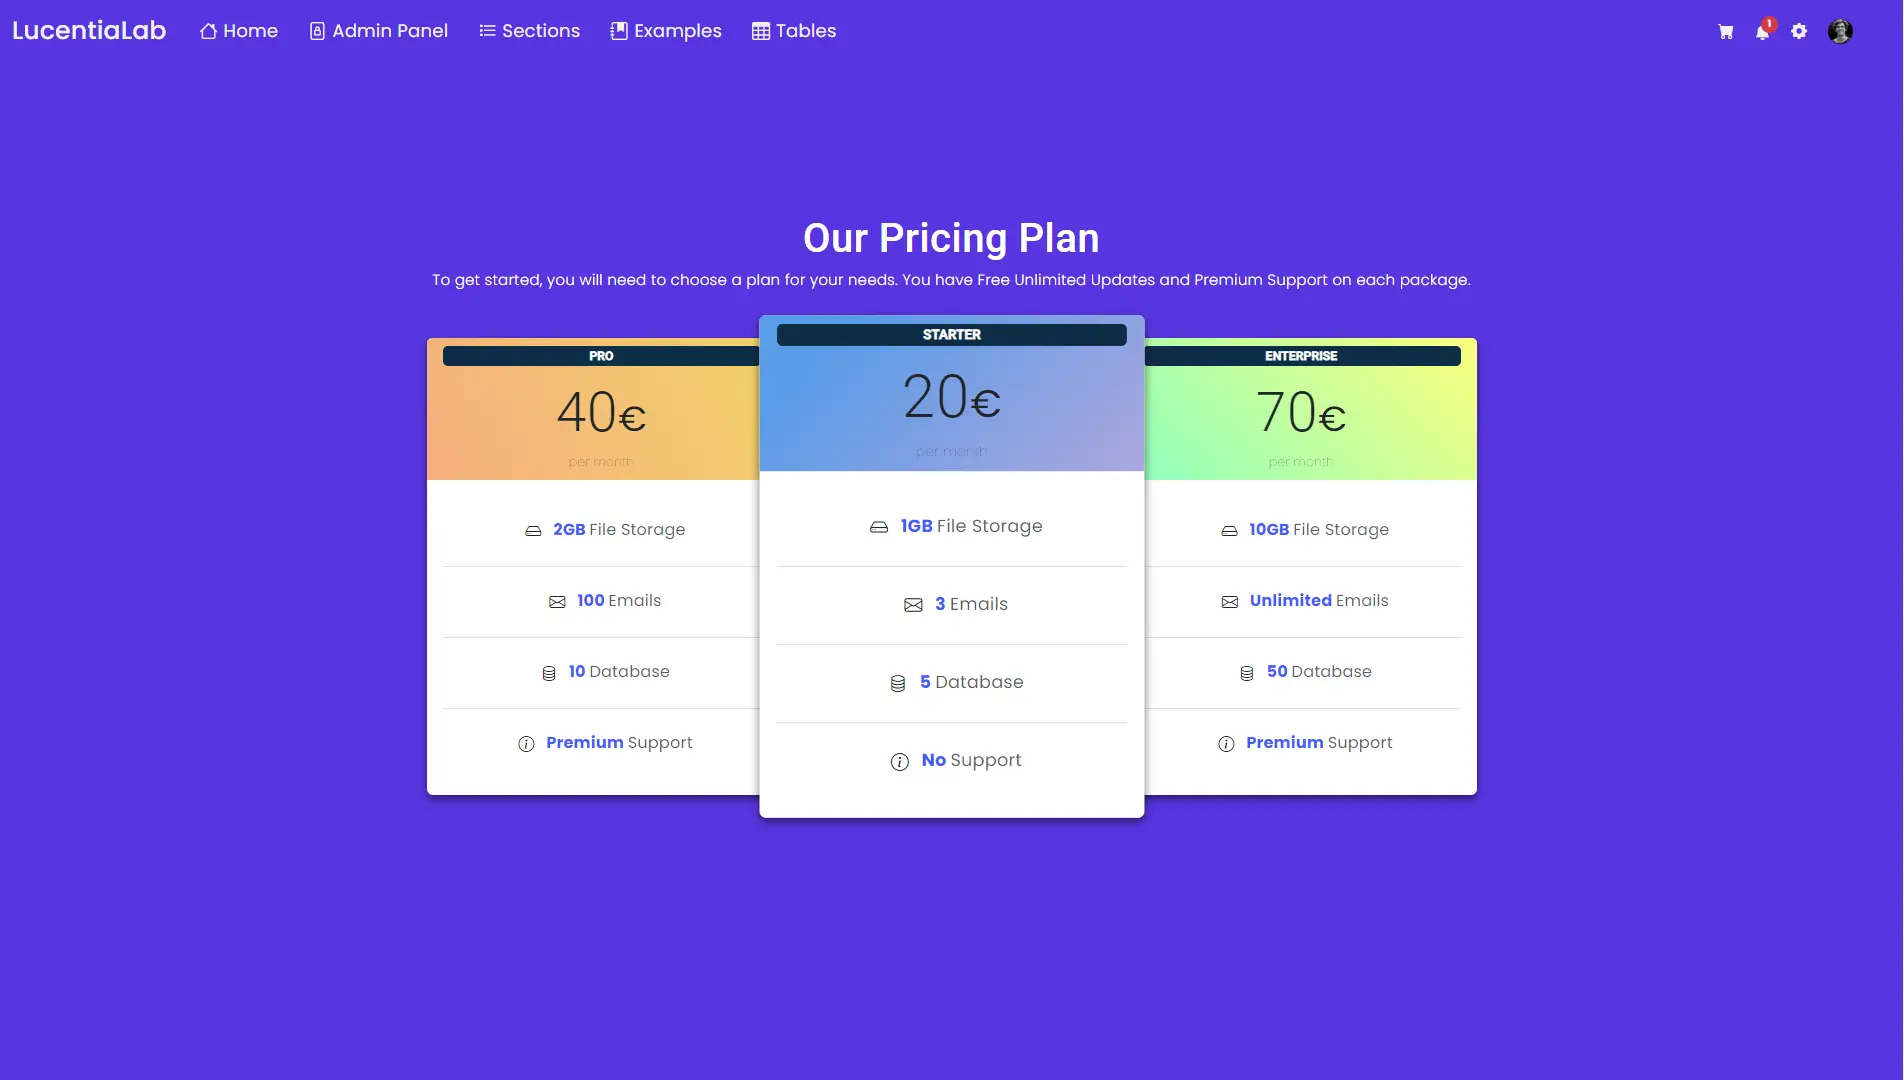 LucentiaLab
Home
Admin Panel
Sections
Examples
Tables
1
Our Pricing Plan
To get started, you will need to choose a plan for your needs. You have Free Unlimited Updates and Premium Support on each package.
PRO
40€
per month
2GB File Storage
100 Emails
10 Database
Premium Support
STARTER
20€
per month
1GB File Storage
3 Emails
5 Database
No Support
ENTERPRISE
70€
per month
10GB File Storage
Unlimited Emails
50 Database
Premium Support